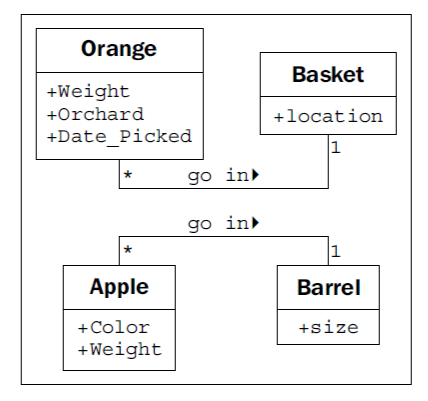 Orange
+Weight
+Orchard
+Date_Picked
Basket
+location
* go in▶ 1
go in▶
* 1
Apple
+Color
+Weight
Barrel
+size